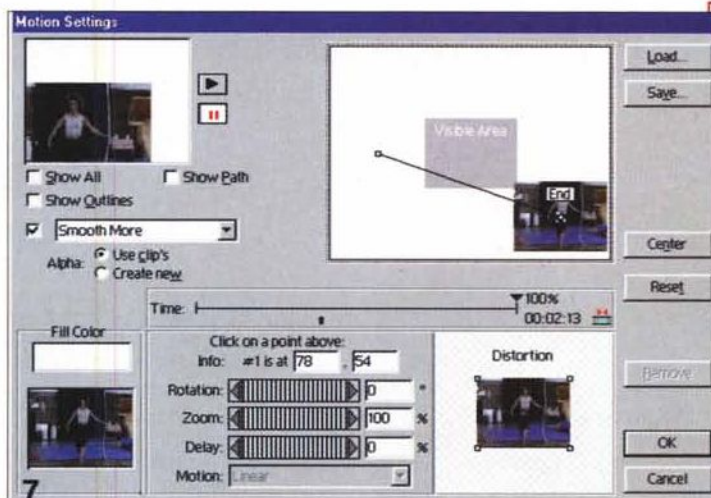 Motion Settings
Load...
Save...
Visible Area
End
Show All
Show Path
Show Outlines
Smooth More
Alpha:
Use clip's
Create new
Center
Reset
Time:
100%
00:02:13
Fill Color
Click on a point above:
Info: #1 is at 78 , 54
Rotation: 0 °
Zoom: 100 %
Delay: 0 %
Motion: Linear
Distortion
Remove
OK
Cancel
7